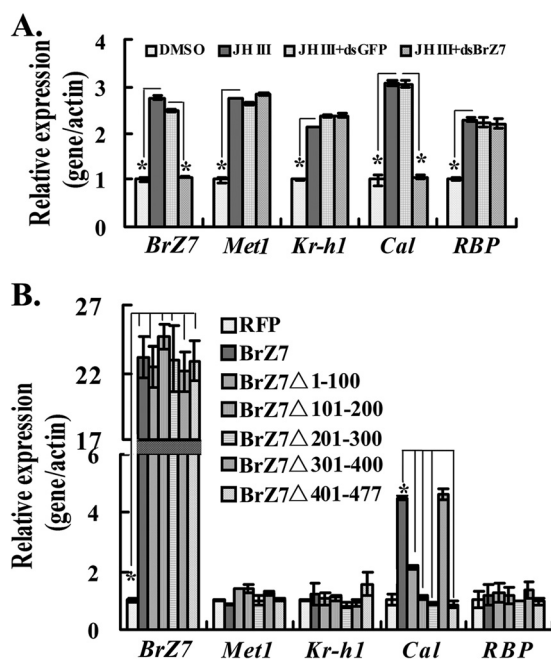 A.
DMSO JH III JH III+dsGFP JH III+dsBrZ7
Relative expression
(gene/actin)
4
3
2
1
0
* * * * * * *
BrZ7 Met1 Kr-h1 Cal RBP
B.
Relative expression
(gene/actin)
27
22
17
6
4
2
0
RFP
BrZ7
BrZ7△1-100
BrZ7△101-200
BrZ7△201-300
BrZ7△301-400
BrZ7△401-477
* *
BrZ7 Met1 Kr-h1 Cal RBP